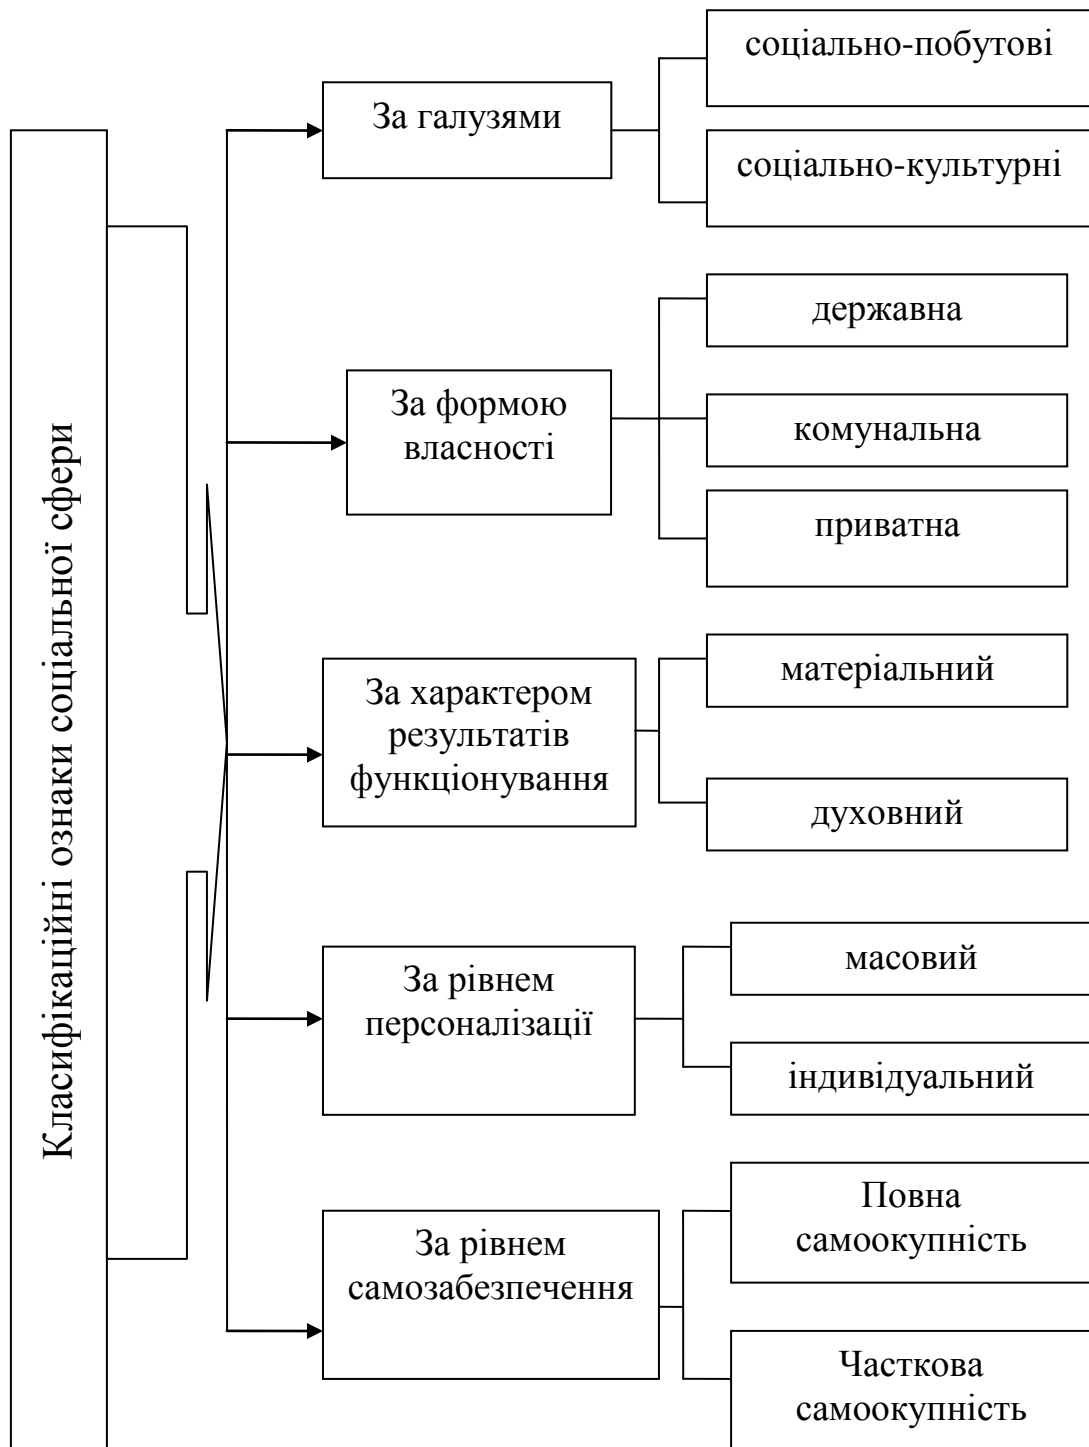 Класифікаційні ознаки соціальної сфери
За галузями
соціально-побутові
соціально-культурні
За формою
власності
державна
комунальна
приватна
За характером
результатів
функціонування
матеріальний
духовний
За рівнем
персоналізації
масовий
індивідуальний
За рівнем
самозабезпечення
Повна
самоокупність
Часткова
самоокупність